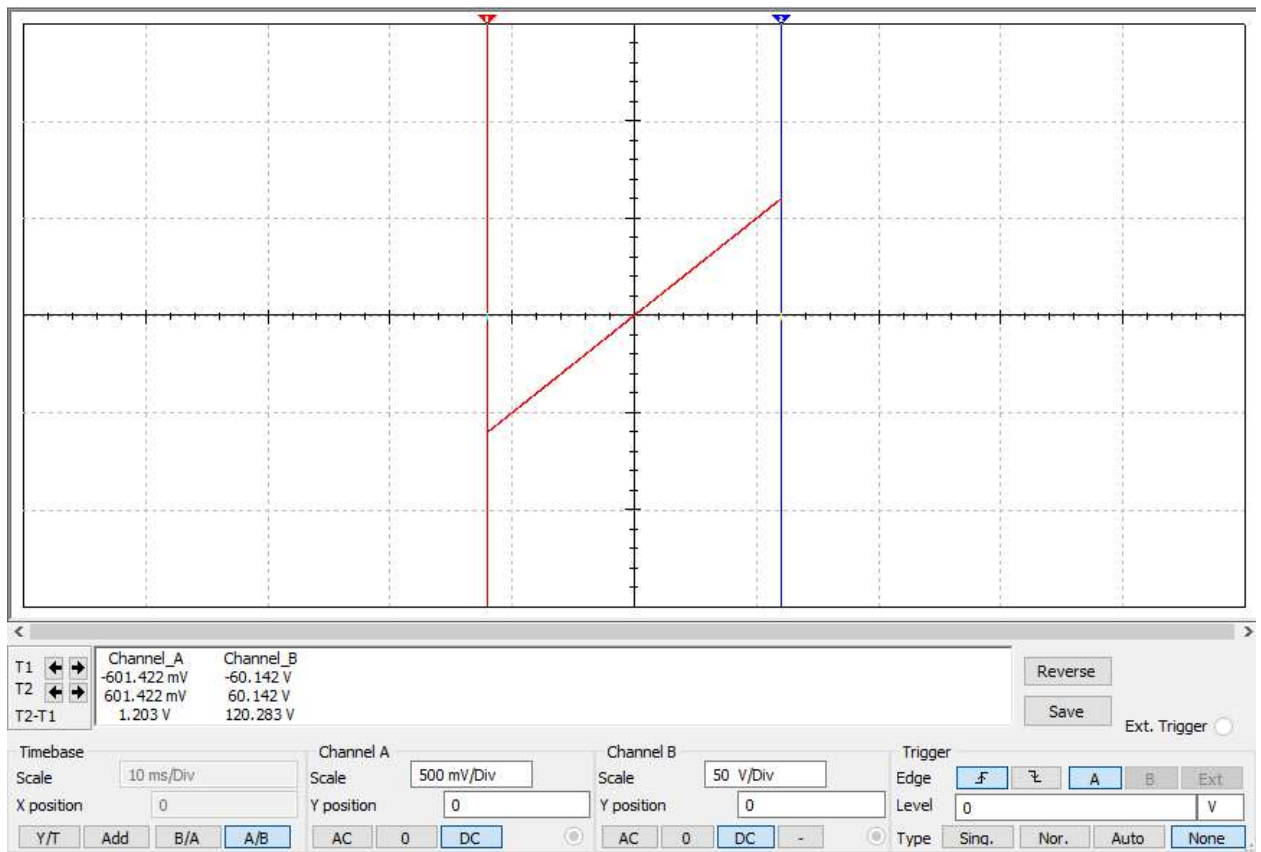 1 2
T1 Channel_A Channel_B
-601.422 mV -60.142 V
T2 601.422 mV 60.142 V
T2-T1 1.203 V 120.283 V
Reverse
Save
Ext. Trigger
Timebase
Scale 10 ms/Div
X position 0
Y/T Add B/A A/B
Channel A
Scale 500 mV/Div
Y position 0
AC 0 DC
Channel B
Scale 50 V/Div
Y position 0
AC 0 DC -
Trigger
Edge A B Ext
Level 0 V
Type Sing. Nor. Auto None